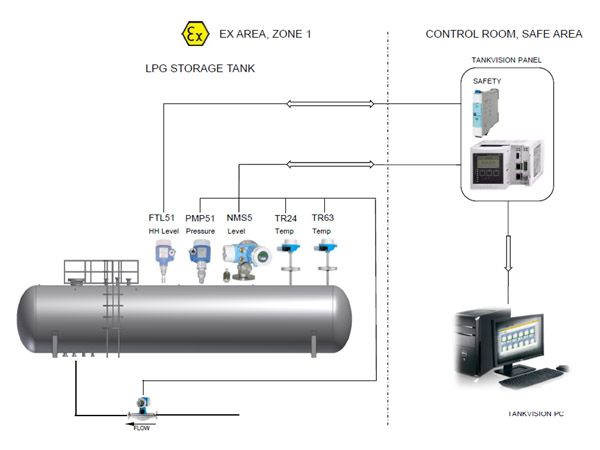 Ex EX AREA, ZONE 1
CONTROL ROOM, SAFE AREA
LPG STORAGE TANK
TANKVISION PANEL
SAFETY
FTL51 PMP51 NMS5 TR24 TR63
HH Level Pressure Level Temp Temp
FLOW
TANKVISION PC